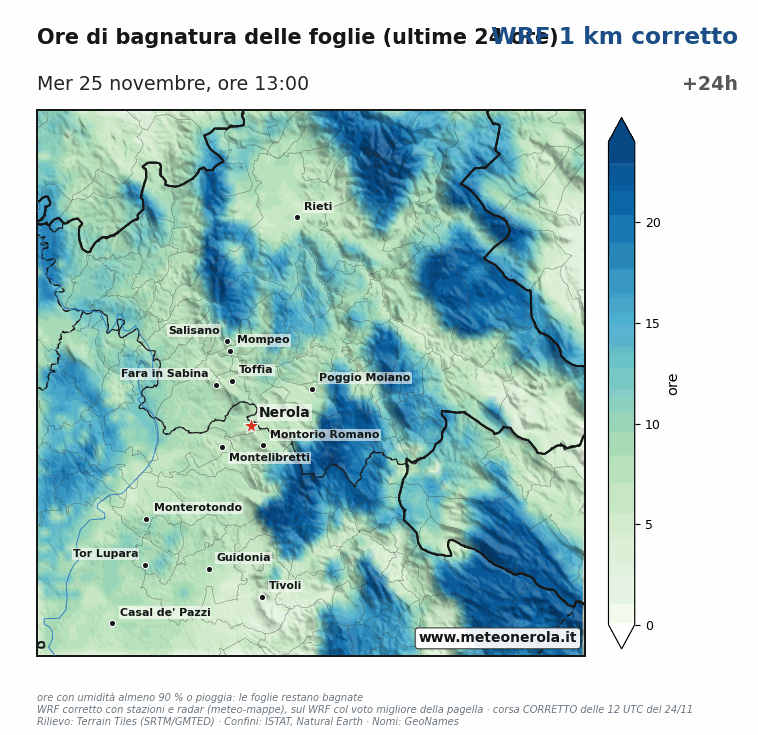 Ore di bagnatura delle foglie (ultime 24 ore)
WRF 1 km corretto
Mer 25 novembre, ore 13:00
+24h
Rieti
Salisano
Mompeo
Fara in Sabina
Toffia
Poggio Moiano
Nerola
Montorio Romano
Montelibretti
Monterotondo
Tor Lupara
Guidonia
Tivoli
Casal de' Pazzi
www.meteonerola.it
20
15
10
5
0
ore
ore con umidità almeno 90 % o pioggia: le foglie restano bagnate
WRF corretto con stazioni e radar (meteo-mappe), sul WRF col voto migliore della pagella · corsa CORRETTO delle 12 UTC del 24/11
Rilievo: Terrain Tiles (SRTM/GMTED) · Confini: ISTAT, Natural Earth · Nomi: GeoNames